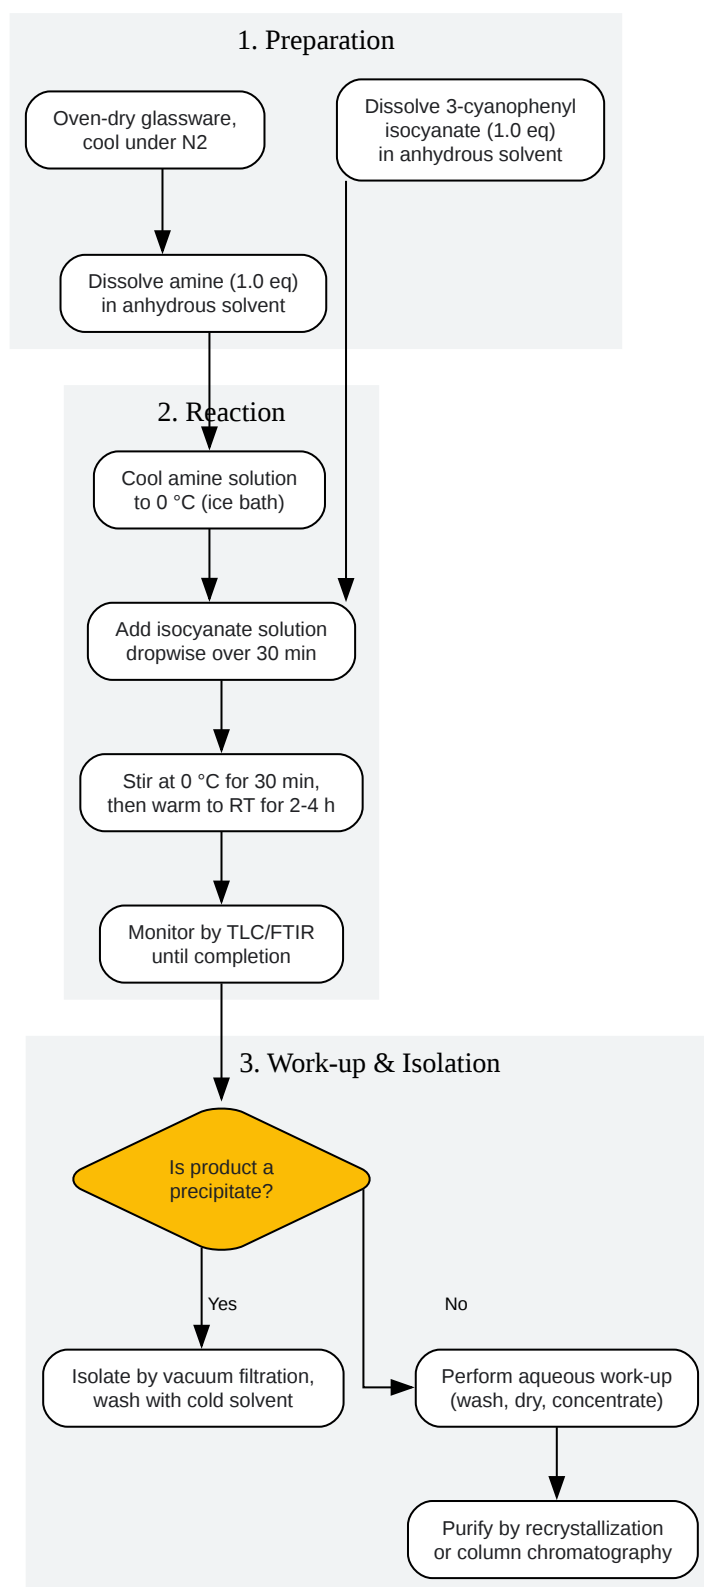 1. Preparation
Oven-dry glassware,
cool under N2
Dissolve 3-cyanophenyl
isocyanate (1.0 eq)
in anhydrous solvent
Dissolve amine (1.0 eq)
in anhydrous solvent
2. Reaction
Cool amine solution
to 0 °C (ice bath)
Add isocyanate solution
dropwise over 30 min
Stir at 0 °C for 30 min,
then warm to RT for 2-4 h
Monitor by TLC/FTIR
until completion
3. Work-up & Isolation
Is product a
precipitate?
Yes
No
Isolate by vacuum filtration,
wash with cold solvent
Perform aqueous work-up
(wash, dry, concentrate)
Purify by recrystallization
or column chromatography